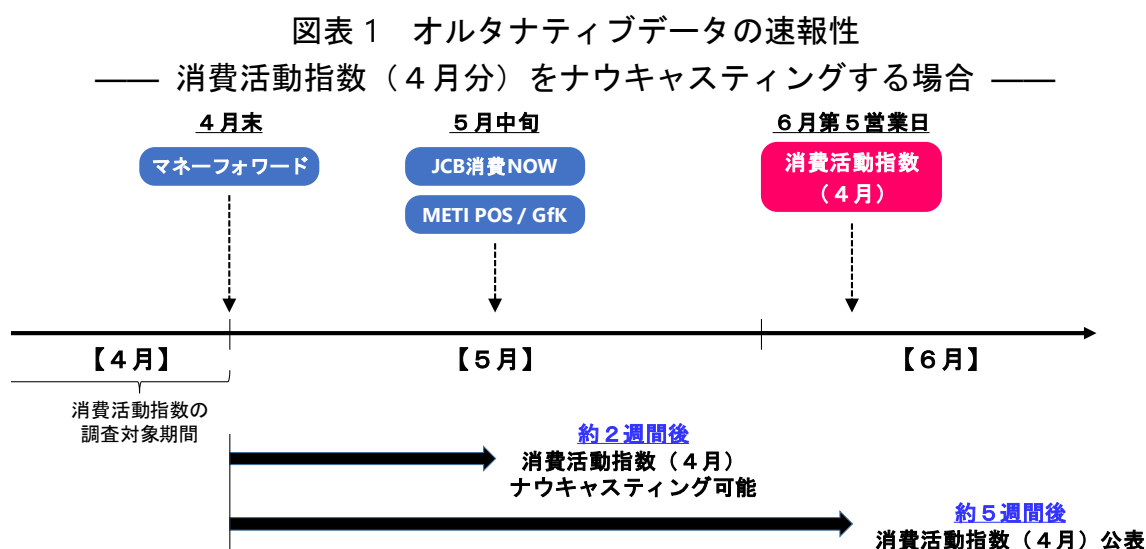 図表1 オルタナティブデータの速報性
―― 消費活動指数（4月分）をナウキャスティングする場合 ――
4月末
5月中旬
6月第5営業日
マネーフォワード
JCB消費NOW
METI POS / GfK
消費活動指数
（4月）
【4月】
【5月】
【6月】
消費活動指数の
調査対象期間
約2週間後
消費活動指数（4月）
ナウキャスティング可能
約5週間後
消費活動指数（4月）公表